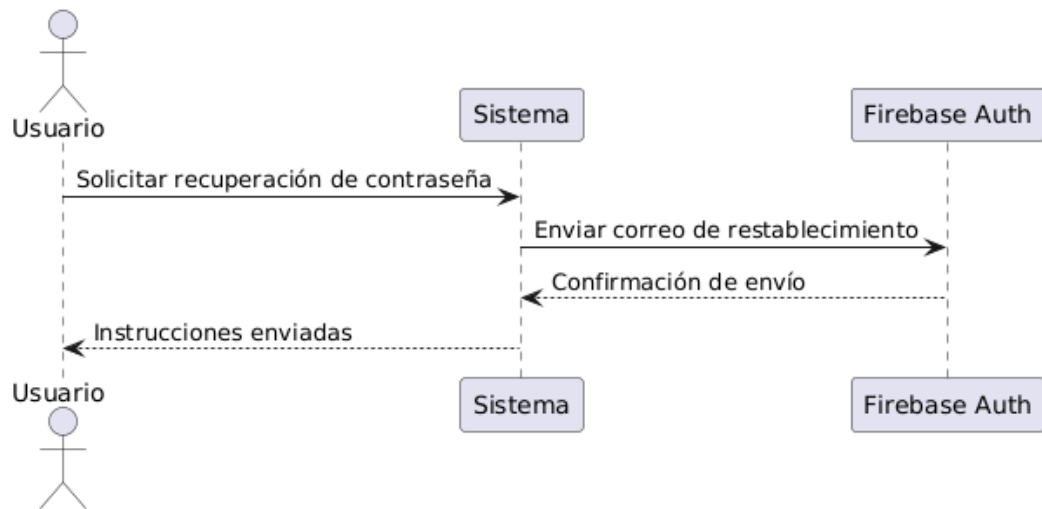 Usuario
Sistema
Firebase Auth
Solicitar recuperación de contraseña
Enviar correo de restablecimiento
Confirmación de envío
Instrucciones enviadas
Usuario
Sistema
Firebase Auth